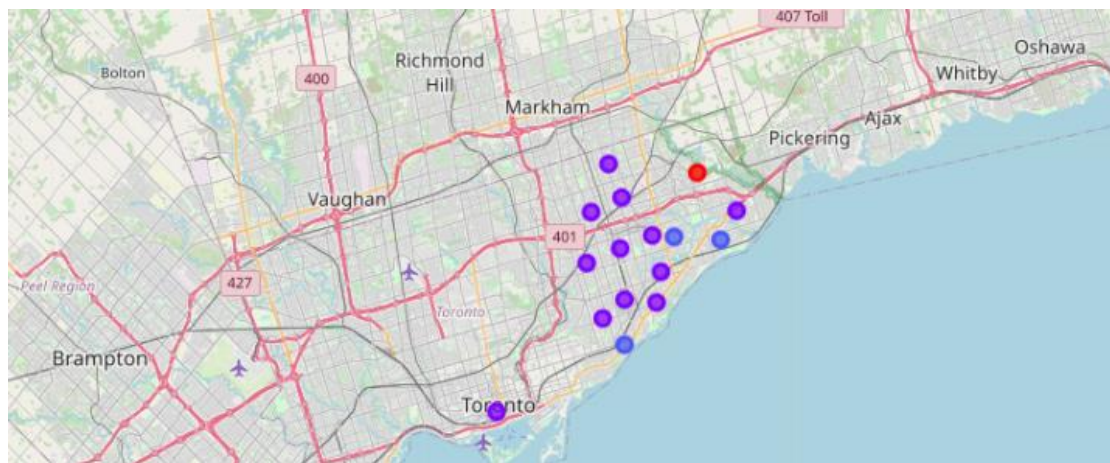 407 Toll
Oshawa
Richmond
Hill
Whitby
Bolton
400
Markham
Ajax
Pickering
Vaughan
401
427
Peel Region
Toronto
Brampton
Toronto